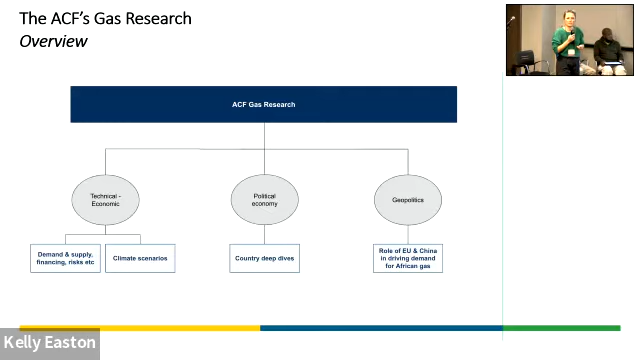 The ACF's Gas Research
Overview
ACF Gas Research
Technical -
Economic
Political
economy
Geopolitics
Demand & supply,
financing, risks etc
Climate scenarios
Country deep dives
Role of EU & China
in driving demand
for African gas
Kelly Easton